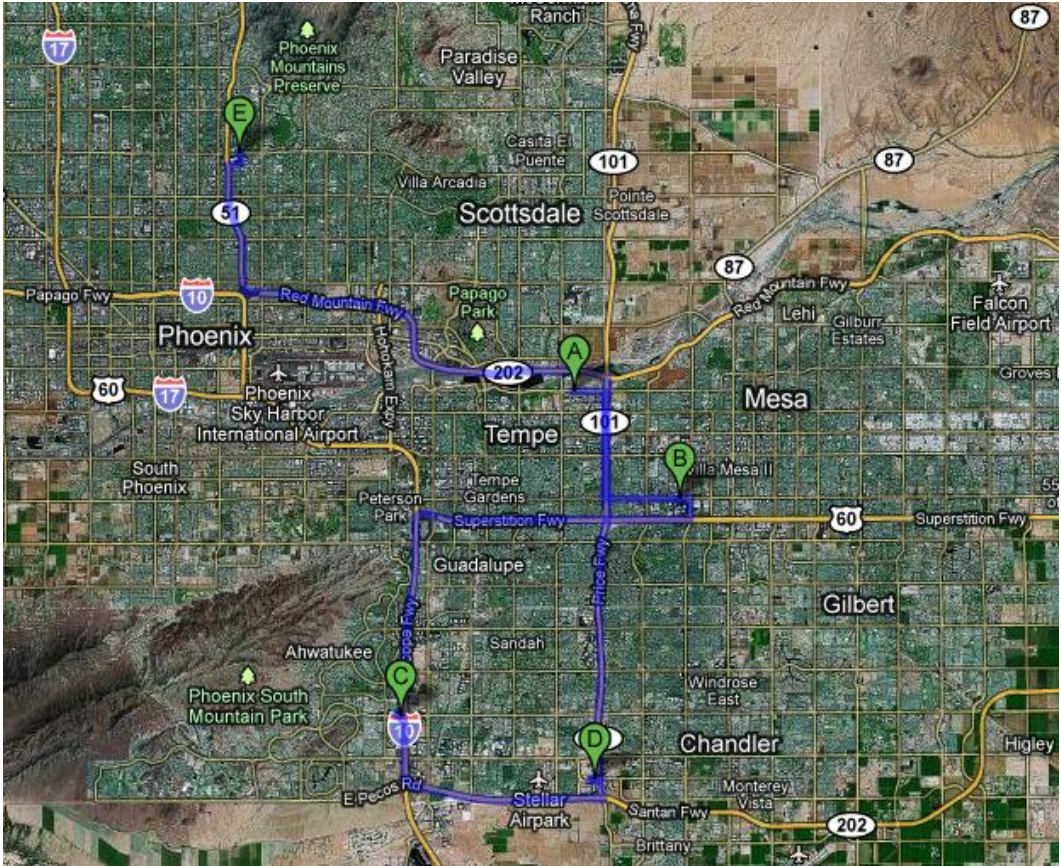 Ranch
ma Fwy
87
17
Phoenix
Mountains
Preserve
Paradise
Valley
E
Casita El
Puente
101
87
Villa Arcadia
51
Scottsdale
Pointe
Scottsdale
87
Papago Fwy
10
Red Mountain Fwy
Papago
Park
Red Mountain Fwy
Lehi
Falcon
Field Airport
Gilburr
Estates
Phoenix
Hohokam Expy
A
202
Groves
60
17
Phoenix
Sky Harbor
International Airport
Mesa
101
Tempe
B
Villa Mesa II
South
Phoenix
Tempe
Gardens
55
Peterson
Park
Superstition Fwy
60
Superstition Fwy
Guadalupe
Price Fwy
Gilbert
opa Fwy
Sandah
Ahwatukee
C
Windrose
East
Phoenix South
Mountain Park
10
D
Chandler
Higley
E Pecos Rd
Stellar
Airpark
Monterey
Vista
Santan Fwy
202
Brittany